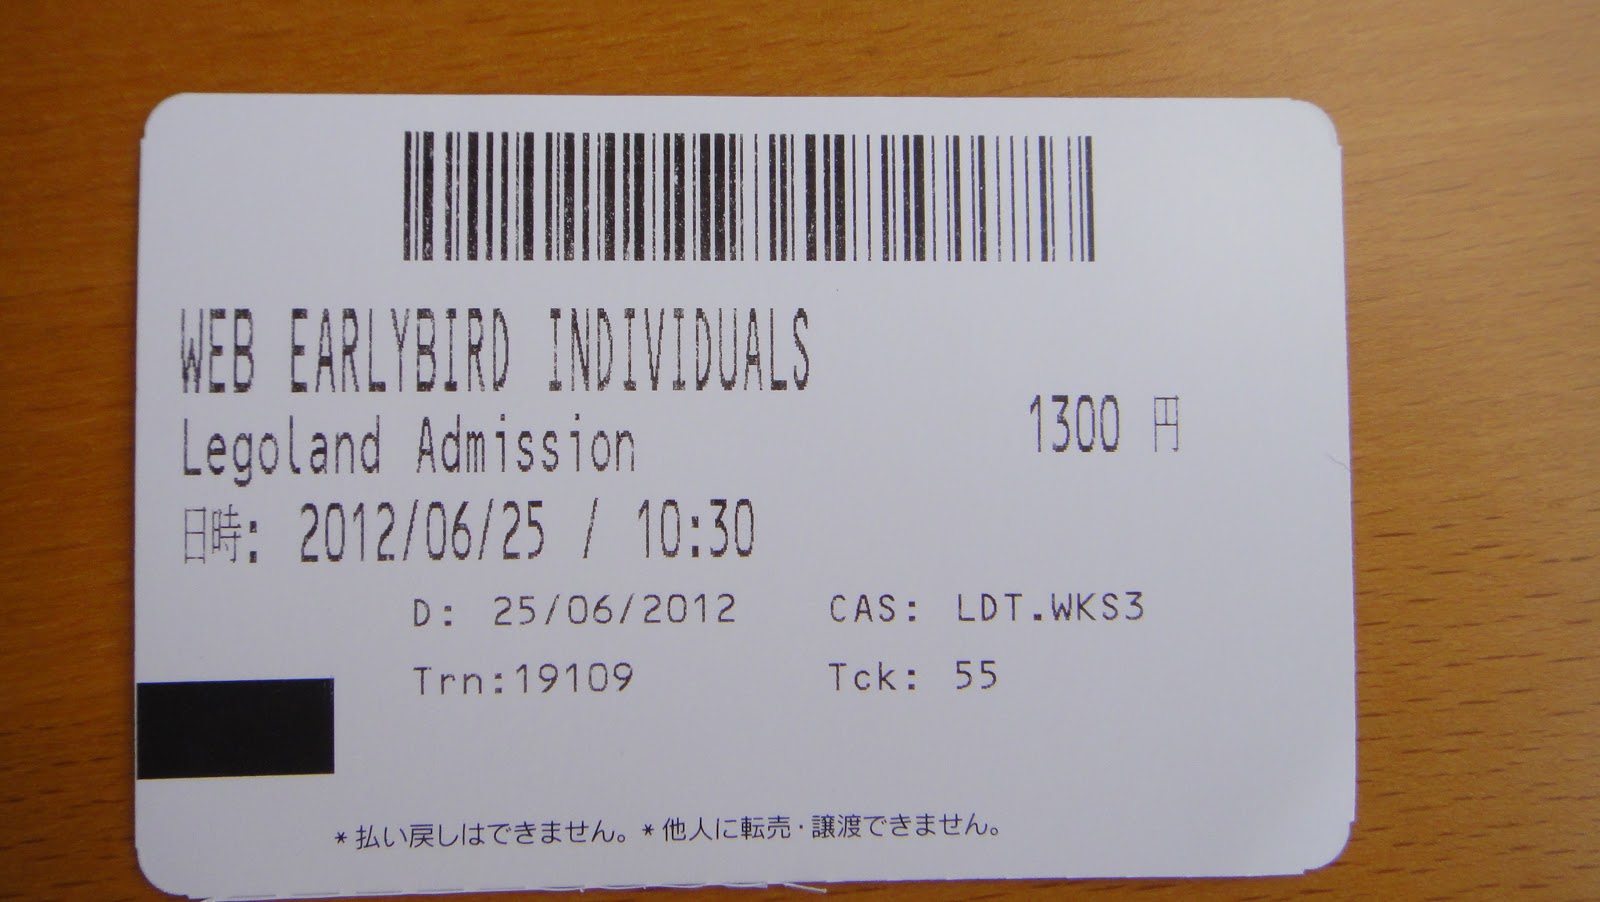 WEB EARLYBIRD INDIVIDUALS
Legoland Admission
1300 円
日時: 2012/06/25 / 10:30
D: 25/06/2012 CAS: LDT.WKS3
Trn:19109 Tck: 55
*払い戻しはできません。*他人に転売・譲渡できません。